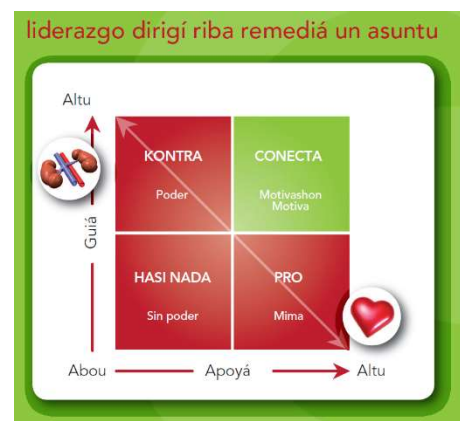 liderazgo dirigí riba remediá un asuntu
Altu
KONTRA
CONECTA
Poder
Motivashon
Motiva
Guiá
HASI NADA
PRO
Sin poder
Mima
Abou
Apoyá
Altu